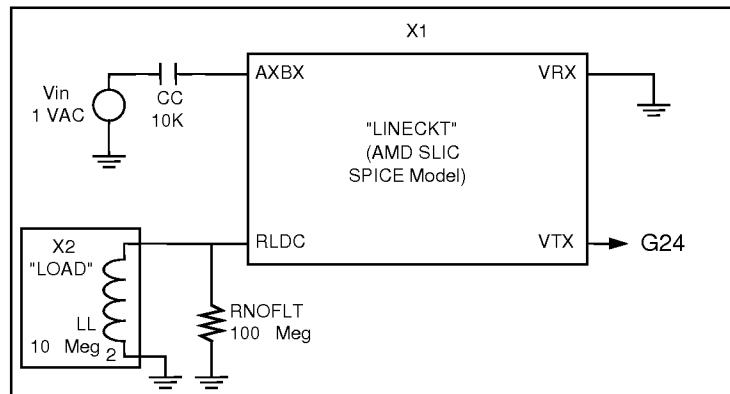 X1
AXBX
VRX
Vin
1 VAC
CC
10K
"LINECKT"
(AMD SLIC
SPICE Model)
RLDC
VTX
G24
X2
"LOAD"
LL
10 Meg
2
RNOFLT
100 Meg